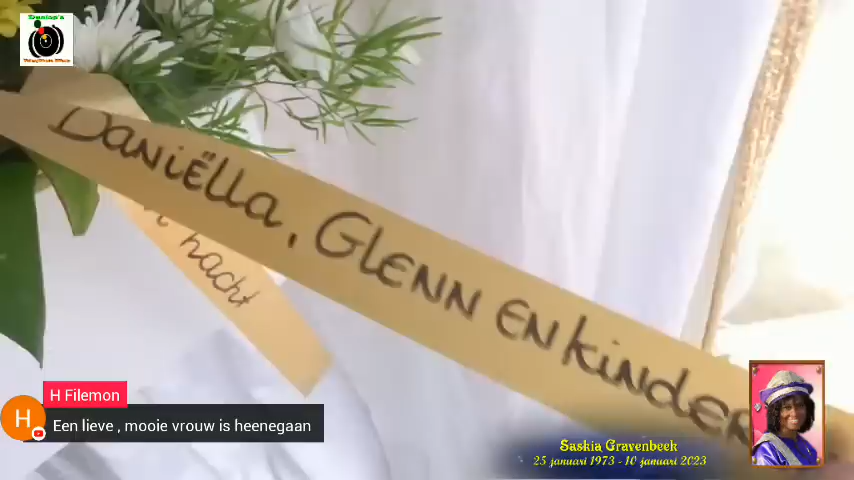 Daniëlla, Glenn en kinder
nacht
H Filemon
H
Een lieve , mooie vrouw is heenegaan
Saskia Gravenbeek
25 januari 1973 - 10 januari 2023